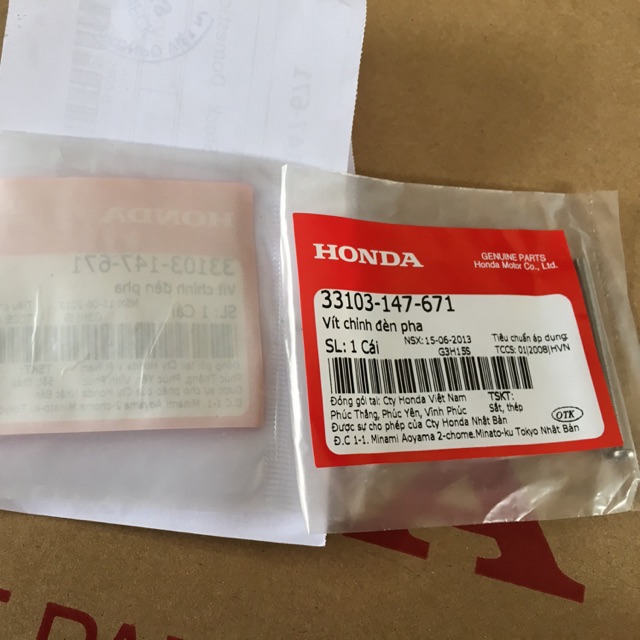 HONDA
GENUINE PARTS
Honda Motor Co., Ltd.
33103-147-671
Vít chỉnh đèn pha
SL: 1 Cái
NSX: 15-06-2013
G3H15S
Tiêu chuẩn áp dụng:
TCCS: 01|2008|HVN
Đóng gói tại: Cty Honda Việt Nam
Phúc Thắng, Phúc Yên, Vĩnh Phúc
Được sự cho phép của Cty Honda Nhật Bản
Đ.C 1-1. Minami Aoyama 2-chome.Minato-ku Tokyo Nhật Bản
TSKT:
Sắt, thép
OTK
HONDA
33103-147-671
Vít chỉnh đèn pha
SL: 1 Cái
Domestic
671